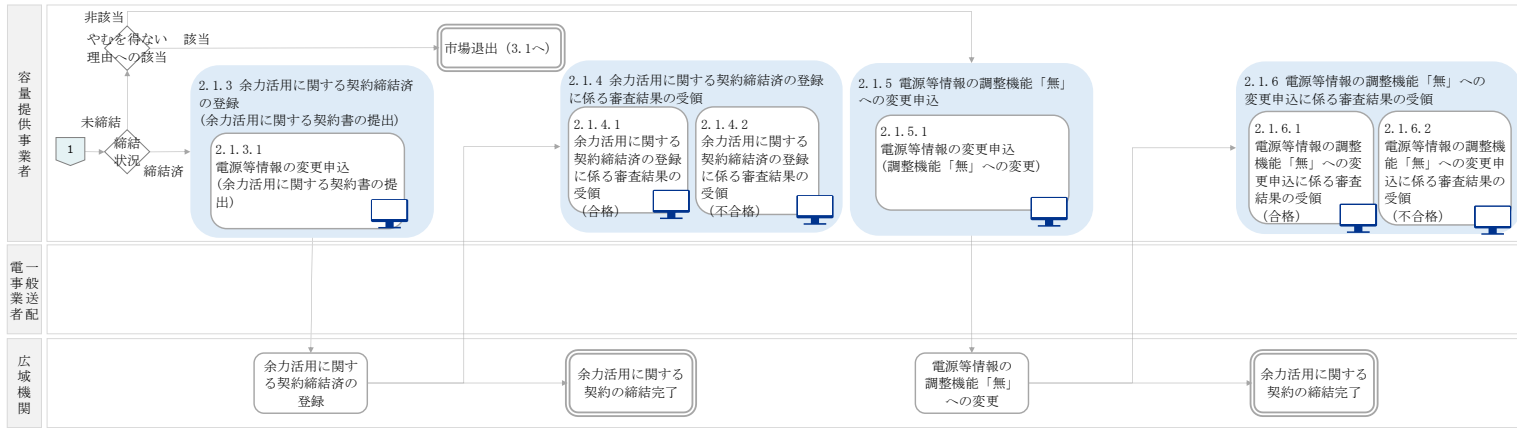 容量提供事業者
非該当
やむを得ない
理由への該当
該当
市場退出（3.1へ）
未締結
1
締結
状況
締結済
2.1.3 余力活用に関する契約締結済
の登録
(余力活用に関する契約書の提出）
2.1.3.1
電源等情報の変更申込
(余力活用に関する契約書の提
出）
2.1.4 余力活用に関する契約締結済の登録
に係る審査結果の受領
2.1.4.1
余力活用に関する
契約締結済の登録
に係る審査結果の
受領
（合格）
2.1.4.2
余力活用に関する
契約締結済の登録
に係る審査結果の
受領
（不合格）
2.1.5 電源等情報の調整機能「無」
への変更申込
2.1.5.1
電源等情報の変更申込
(調整機能「無」への変更）
2.1.6 電源等情報の調整機能「無」への
変更申込に係る審査結果の受領
2.1.6.1
電源等情報の調整
機能「無」への変
更申込に係る審査
結果の受領
（合格）
2.1.6.2
電源等情報の調整機
能「無」への変更申
込に係る審査結果の
受領
（不合格）
一般送配
電事業者
広域機関
余力活用に関す
る契約締結済の
登録
余力活用に関する
契約の締結完了
電源等情報の
調整機能「無」
への変更
余力活用に関する
契約の締結完了